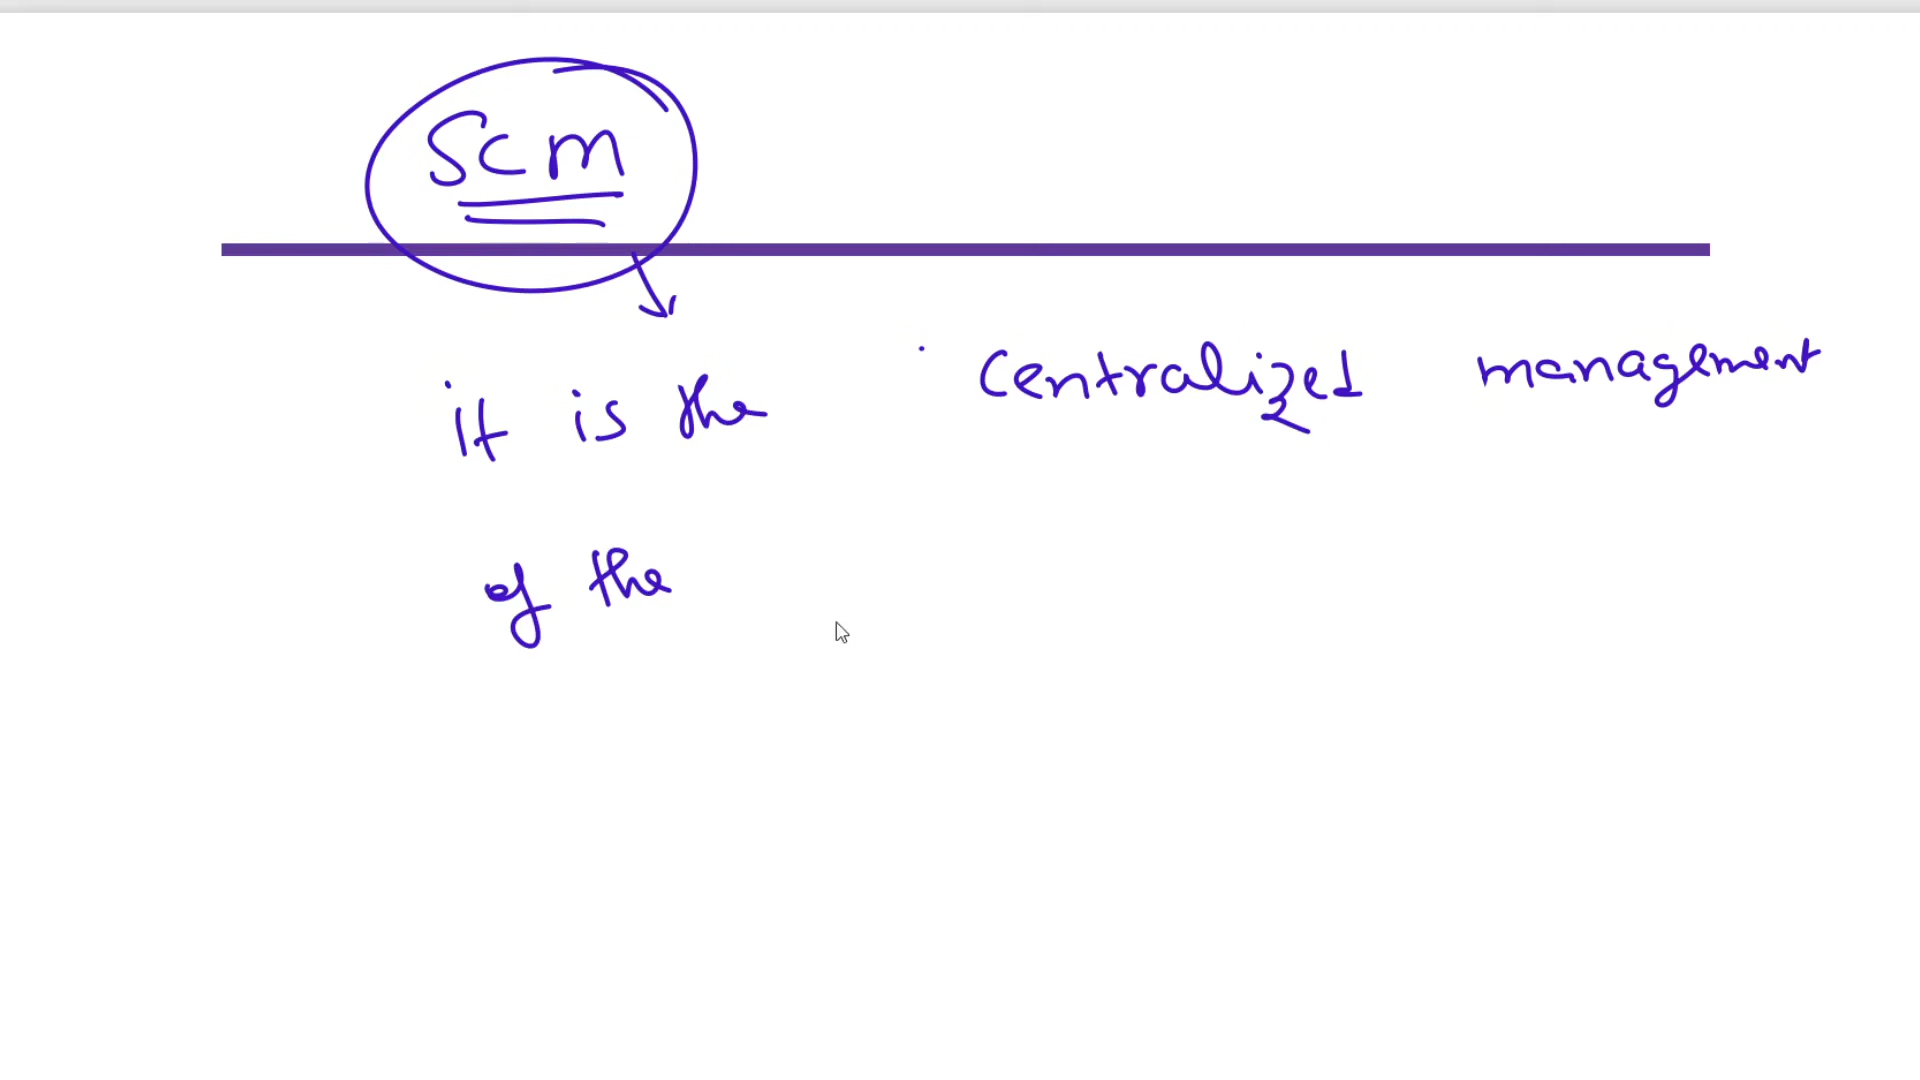 SCM
it is the centralized management
of the